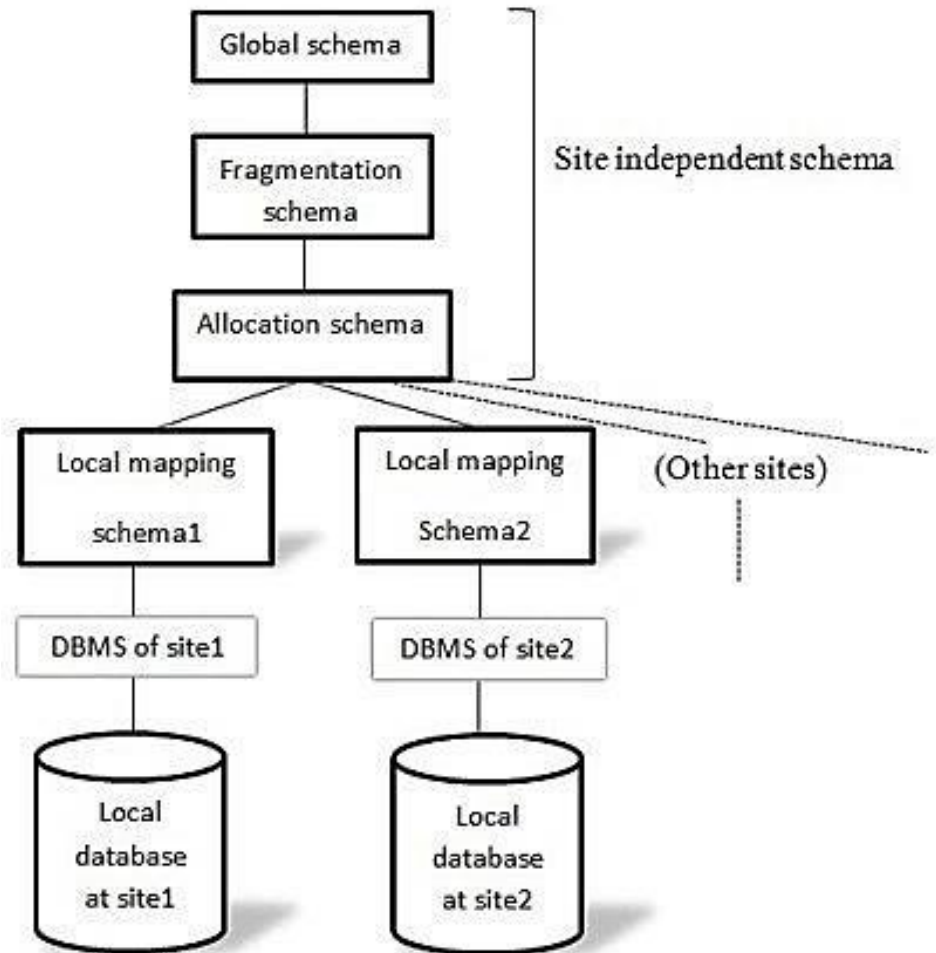 Global schema
Fragmentation
schema
Site independent schema
Allocation schema
Local mapping
schema1
Local mapping
Schema2
(Other sites)
DBMS of site1
DBMS of site2
Local
database
at site1
Local
database
at site2